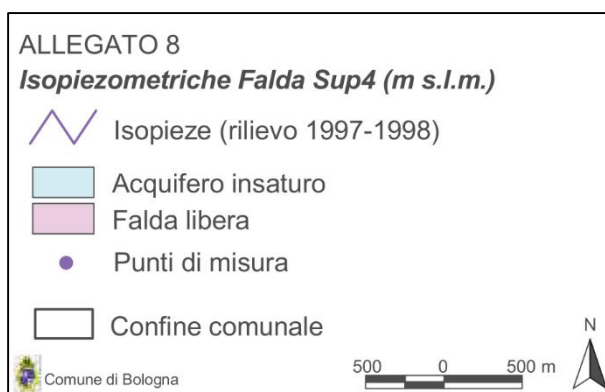 ALLEGATO 8
Isopiezometriche Falda Sup4 (m s.l.m.)
Isopieze (rilievo 1997-1998)
Acquifero insaturo
Falda libera
Punti di misura
Confine comunale
N
Comune di Bologna
500 0 500 m